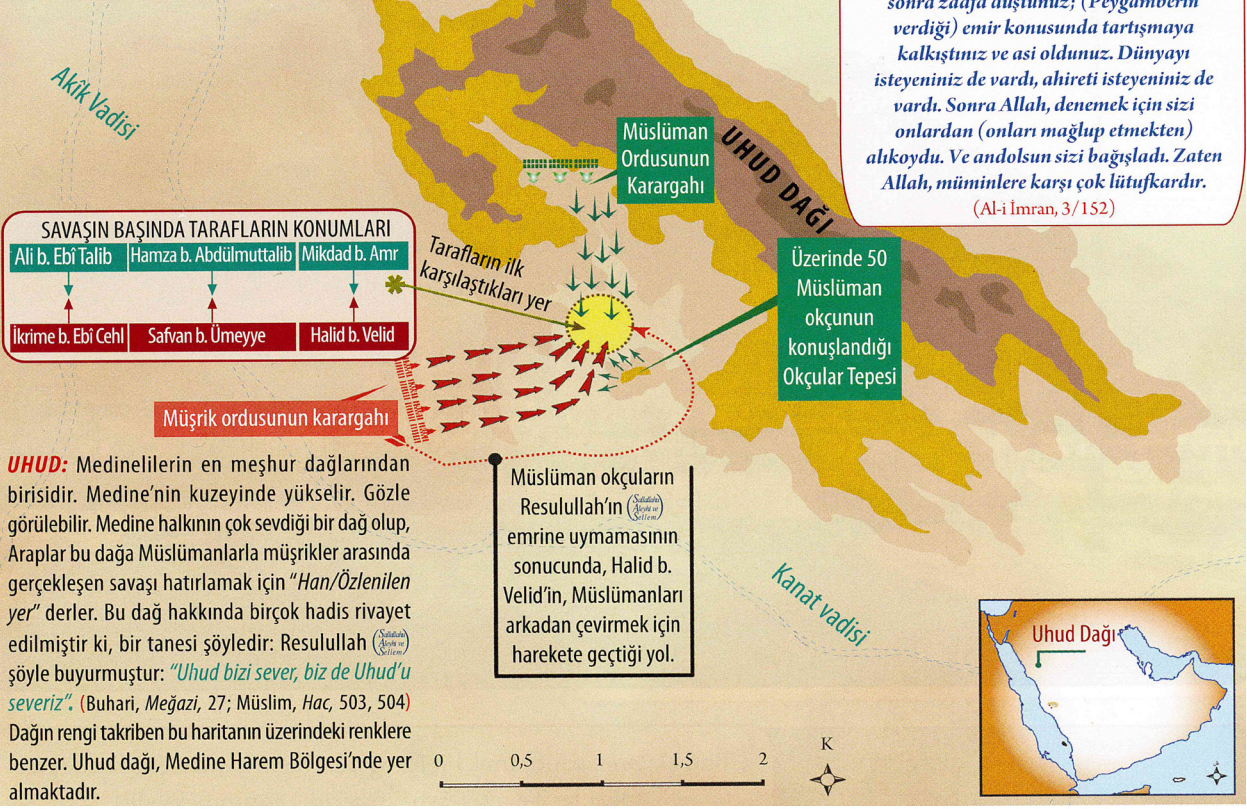 sonra zaafa düştünüz; (Peygamberin
verdiği) emir konusunda tartışmaya
kalkıştınız ve asi oldunuz. Dünyayı
isteyeniniz de vardı, ahireti isteyeniniz de
vardı. Sonra Allah, denemek için sizi
onlardan (onları mağlup etmekten)
alıkoydu. Ve andolsun sizi bağışladı. Zaten
Allah, müminlere karşı çok lütufkardır.
(Al-i İmran, 3/152)
Akîk Vadisi
Müslüman
Ordusunun
Karargahı
UHUD DAĞI
SAVAŞIN BAŞINDA TARAFLARIN KONUMLARI
Ali b. Ebî Talib
Hamza b. Abdülmuttalib
Mikdad b. Amr
İkrime b. Ebî Cehl
Safvan b. Ümeyye
Halid b. Velid
Tarafların ilk
karşılaştıkları yer
Üzerinde 50
Müslüman
okçunun
konuşlandığı
Okçular Tepesi
Müşrik ordusunun karargahı
UHUD: Medinelilerin en meşhur dağlarından
birisidir. Medine’nin kuzeyinde yükselir. Gözle
görülebilir. Medine halkının çok sevdiği bir dağ olup,
Araplar bu dağa Müslümanlarla müşrikler arasında
gerçekleşen savaşı hatırlamak için “Han/Özlenilen
yer” derler. Bu dağ hakkında birçok hadis rivayet
edilmiştir ki, bir tanesi şöyledir: Resulullah (Sallallahu Aleyhi ve Sellem)
şöyle buyurmuştur: “Uhud bizi sever, biz de Uhud’u
severiz”. (Buhari, Meğazi, 27; Müslim, Hac, 503, 504)
Dağın rengi takriben bu haritanın üzerindeki renklere
benzer. Uhud dağı, Medine Harem Bölgesi’nde yer
almaktadır.
Müslüman okçuların
Resulullah’ın (Sallallahu Aleyhi ve Sellem)
emrine uymamasının
sonucunda, Halid b.
Velid’in, Müslümanları
arkadan çevirmek için
harekete geçtiği yol.
Kanat vadisi
Uhud Dağı
0 0,5 1 1,5 2
K